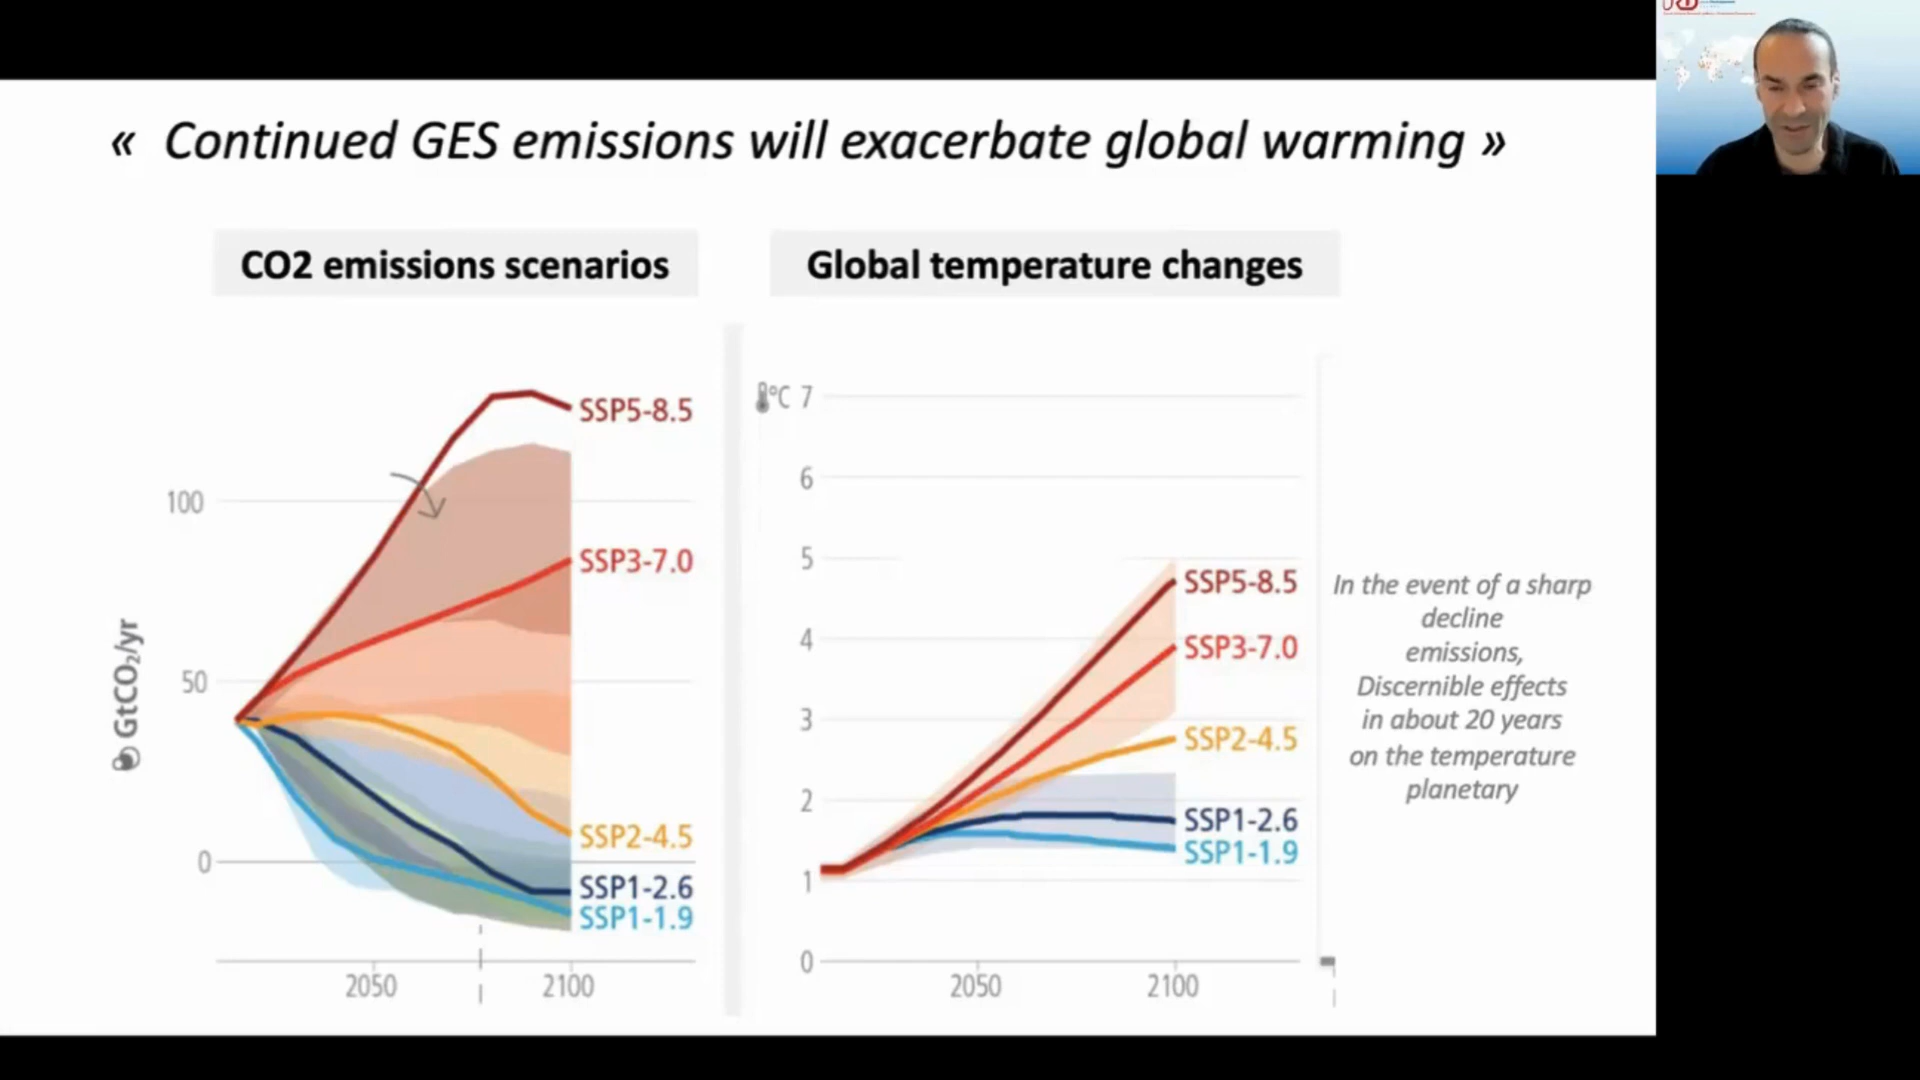 « Continued GES emissions will exacerbate global warming »
CO2 emissions scenarios
Global temperature changes
GtCO₂/yr
100
50
0
SSP5-8.5
SSP3-7.0
SSP2-4.5
SSP1-2.6
SSP1-1.9
2050
2100
°C 7
6
5
4
3
2
1
0
SSP5-8.5
SSP3-7.0
SSP2-4.5
SSP1-2.6
SSP1-1.9
2050
2100
In the event of a sharp
decline
emissions,
Discernible effects
in about 20 years
on the temperature
planetary